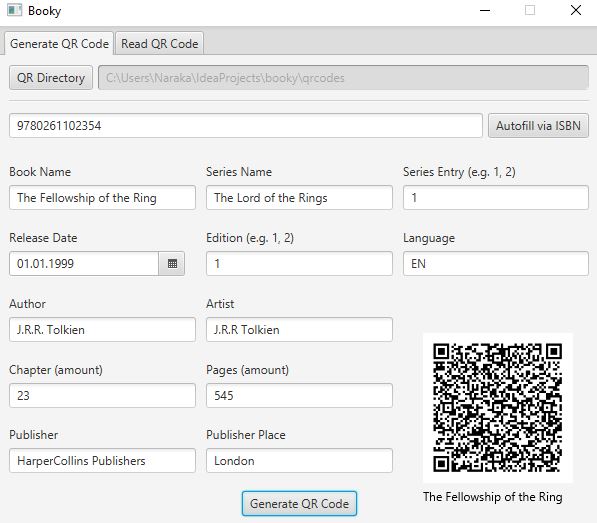 Booky
Generate QR Code Read QR Code
QR Directory C:\Users\Naraka\IdeaProjects\booky\qrcodes
9780261102354 Autofill via ISBN
Book Name Series Name Series Entry (e.g. 1, 2)
The Fellowship of the Ring The Lord of the Rings 1
Release Date Edition (e.g. 1, 2) Language
01.01.1999 1 EN
Author Artist
J.R.R. Tolkien J.R.R Tolkien
Chapter (amount) Pages (amount)
23 545
Publisher Publisher Place
HarperCollins Publishers London
The Fellowship of the Ring
Generate QR Code